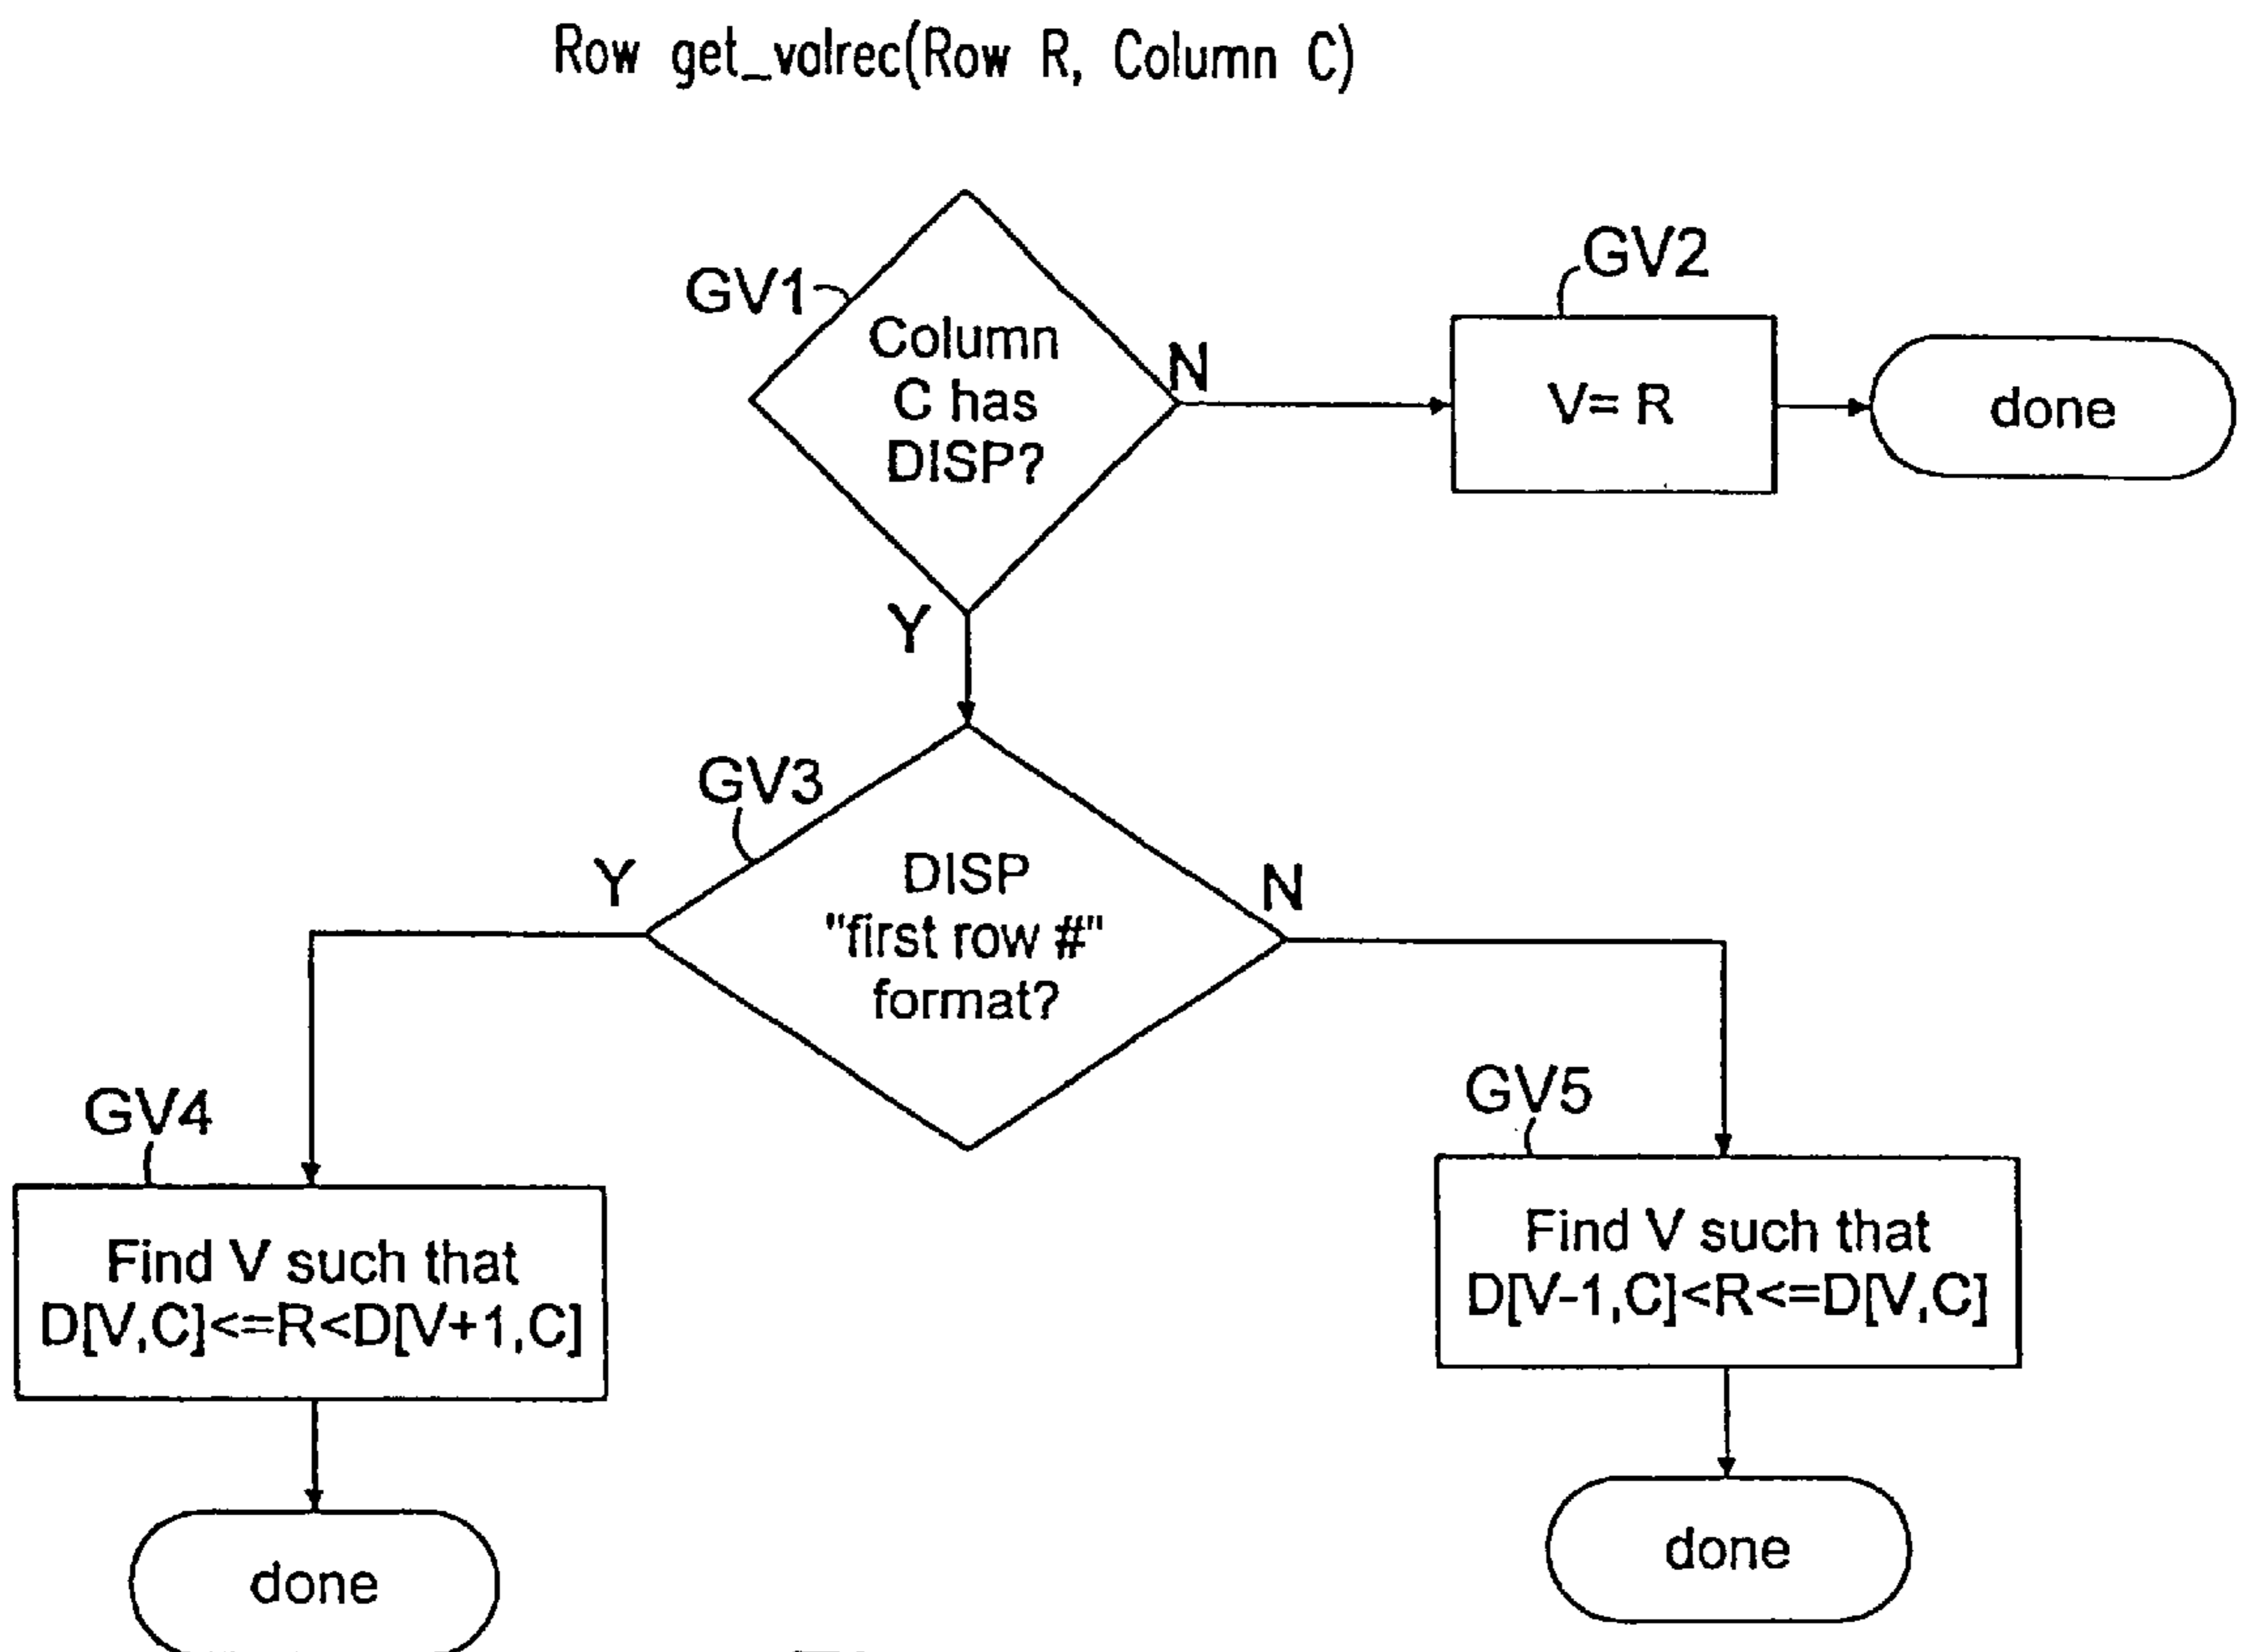 Row get_volrec(Row R, Column C)
GV1
Column
C has
DISP?
N
GV2
V= R
done
Y
GV3
DISP
"first row #"
format?
Y
N
GV4
Find V such that
D[V,C]<=R<D[V+1,C]
done
GV5
Find V such that
D[V-1,C]<R<=D[V,C]
done